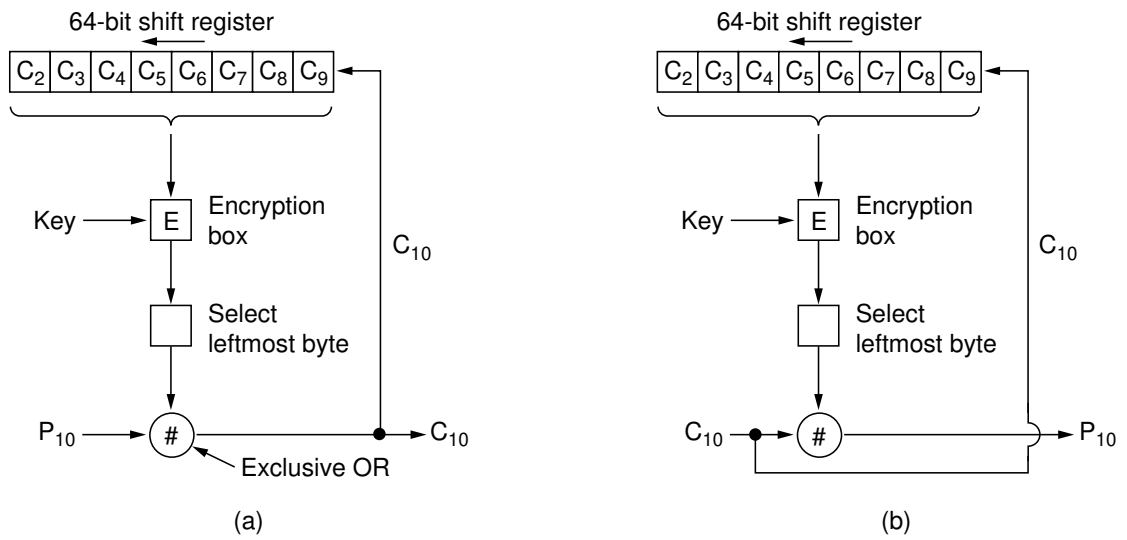 64-bit shift register
C2 C3 C4 C5 C6 C7 C8 C9
Key
E
Encryption
box
C10
Select
leftmost byte
P10
#
C10
Exclusive OR
(a)
64-bit shift register
C2 C3 C4 C5 C6 C7 C8 C9
Key
E
Encryption
box
C10
Select
leftmost byte
C10
#
P10
(b)